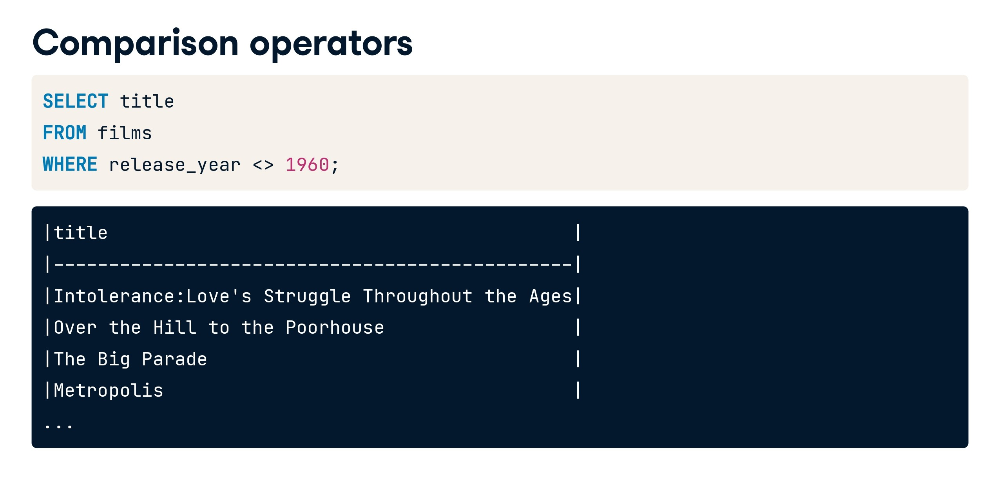 Comparison operators
SELECT title
FROM films
WHERE release_year <> 1960;
|title                                          |
|-----------------------------------------------|
|Intolerance:Love's Struggle Throughout the Ages|
|Over the Hill to the Poorhouse                 |
|The Big Parade                                 |
|Metropolis                                     |
...